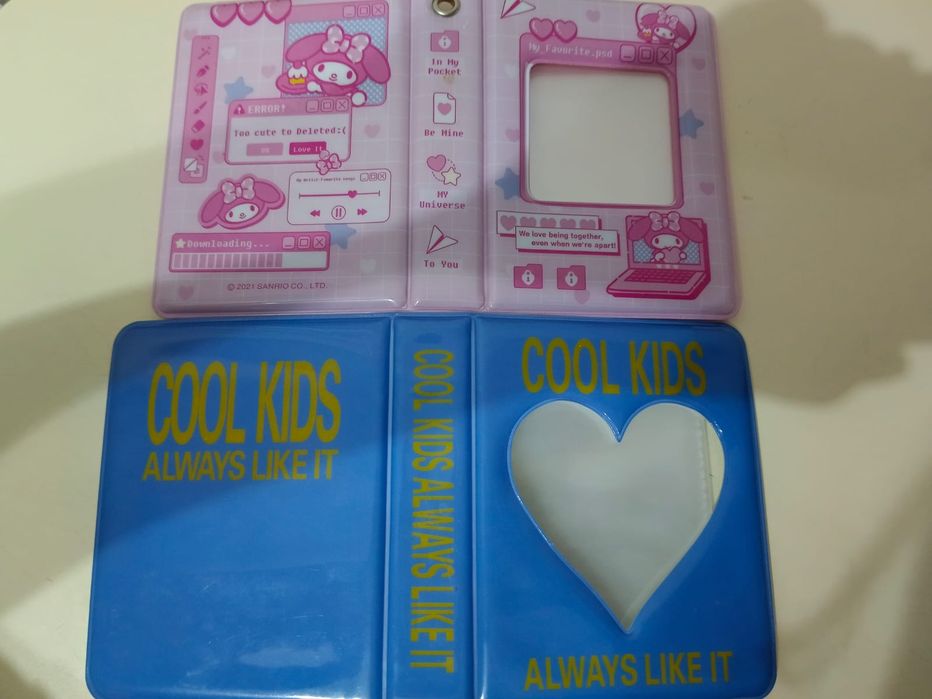 ERROR!
Too cute to Deleted:(
OK
Love It
My Artist Favorite songs
Downloading...
© 2021 SANRIO CO., LTD.
In My
Pocket
Be Mine
MY
Universe
To You
My Favorite.psd
We love being together,
even when we're apart!
COOL KIDS
ALWAYS LIKE IT
COOL KIDS ALWAYS LIKE IT
COOL KIDS
ALWAYS LIKE IT